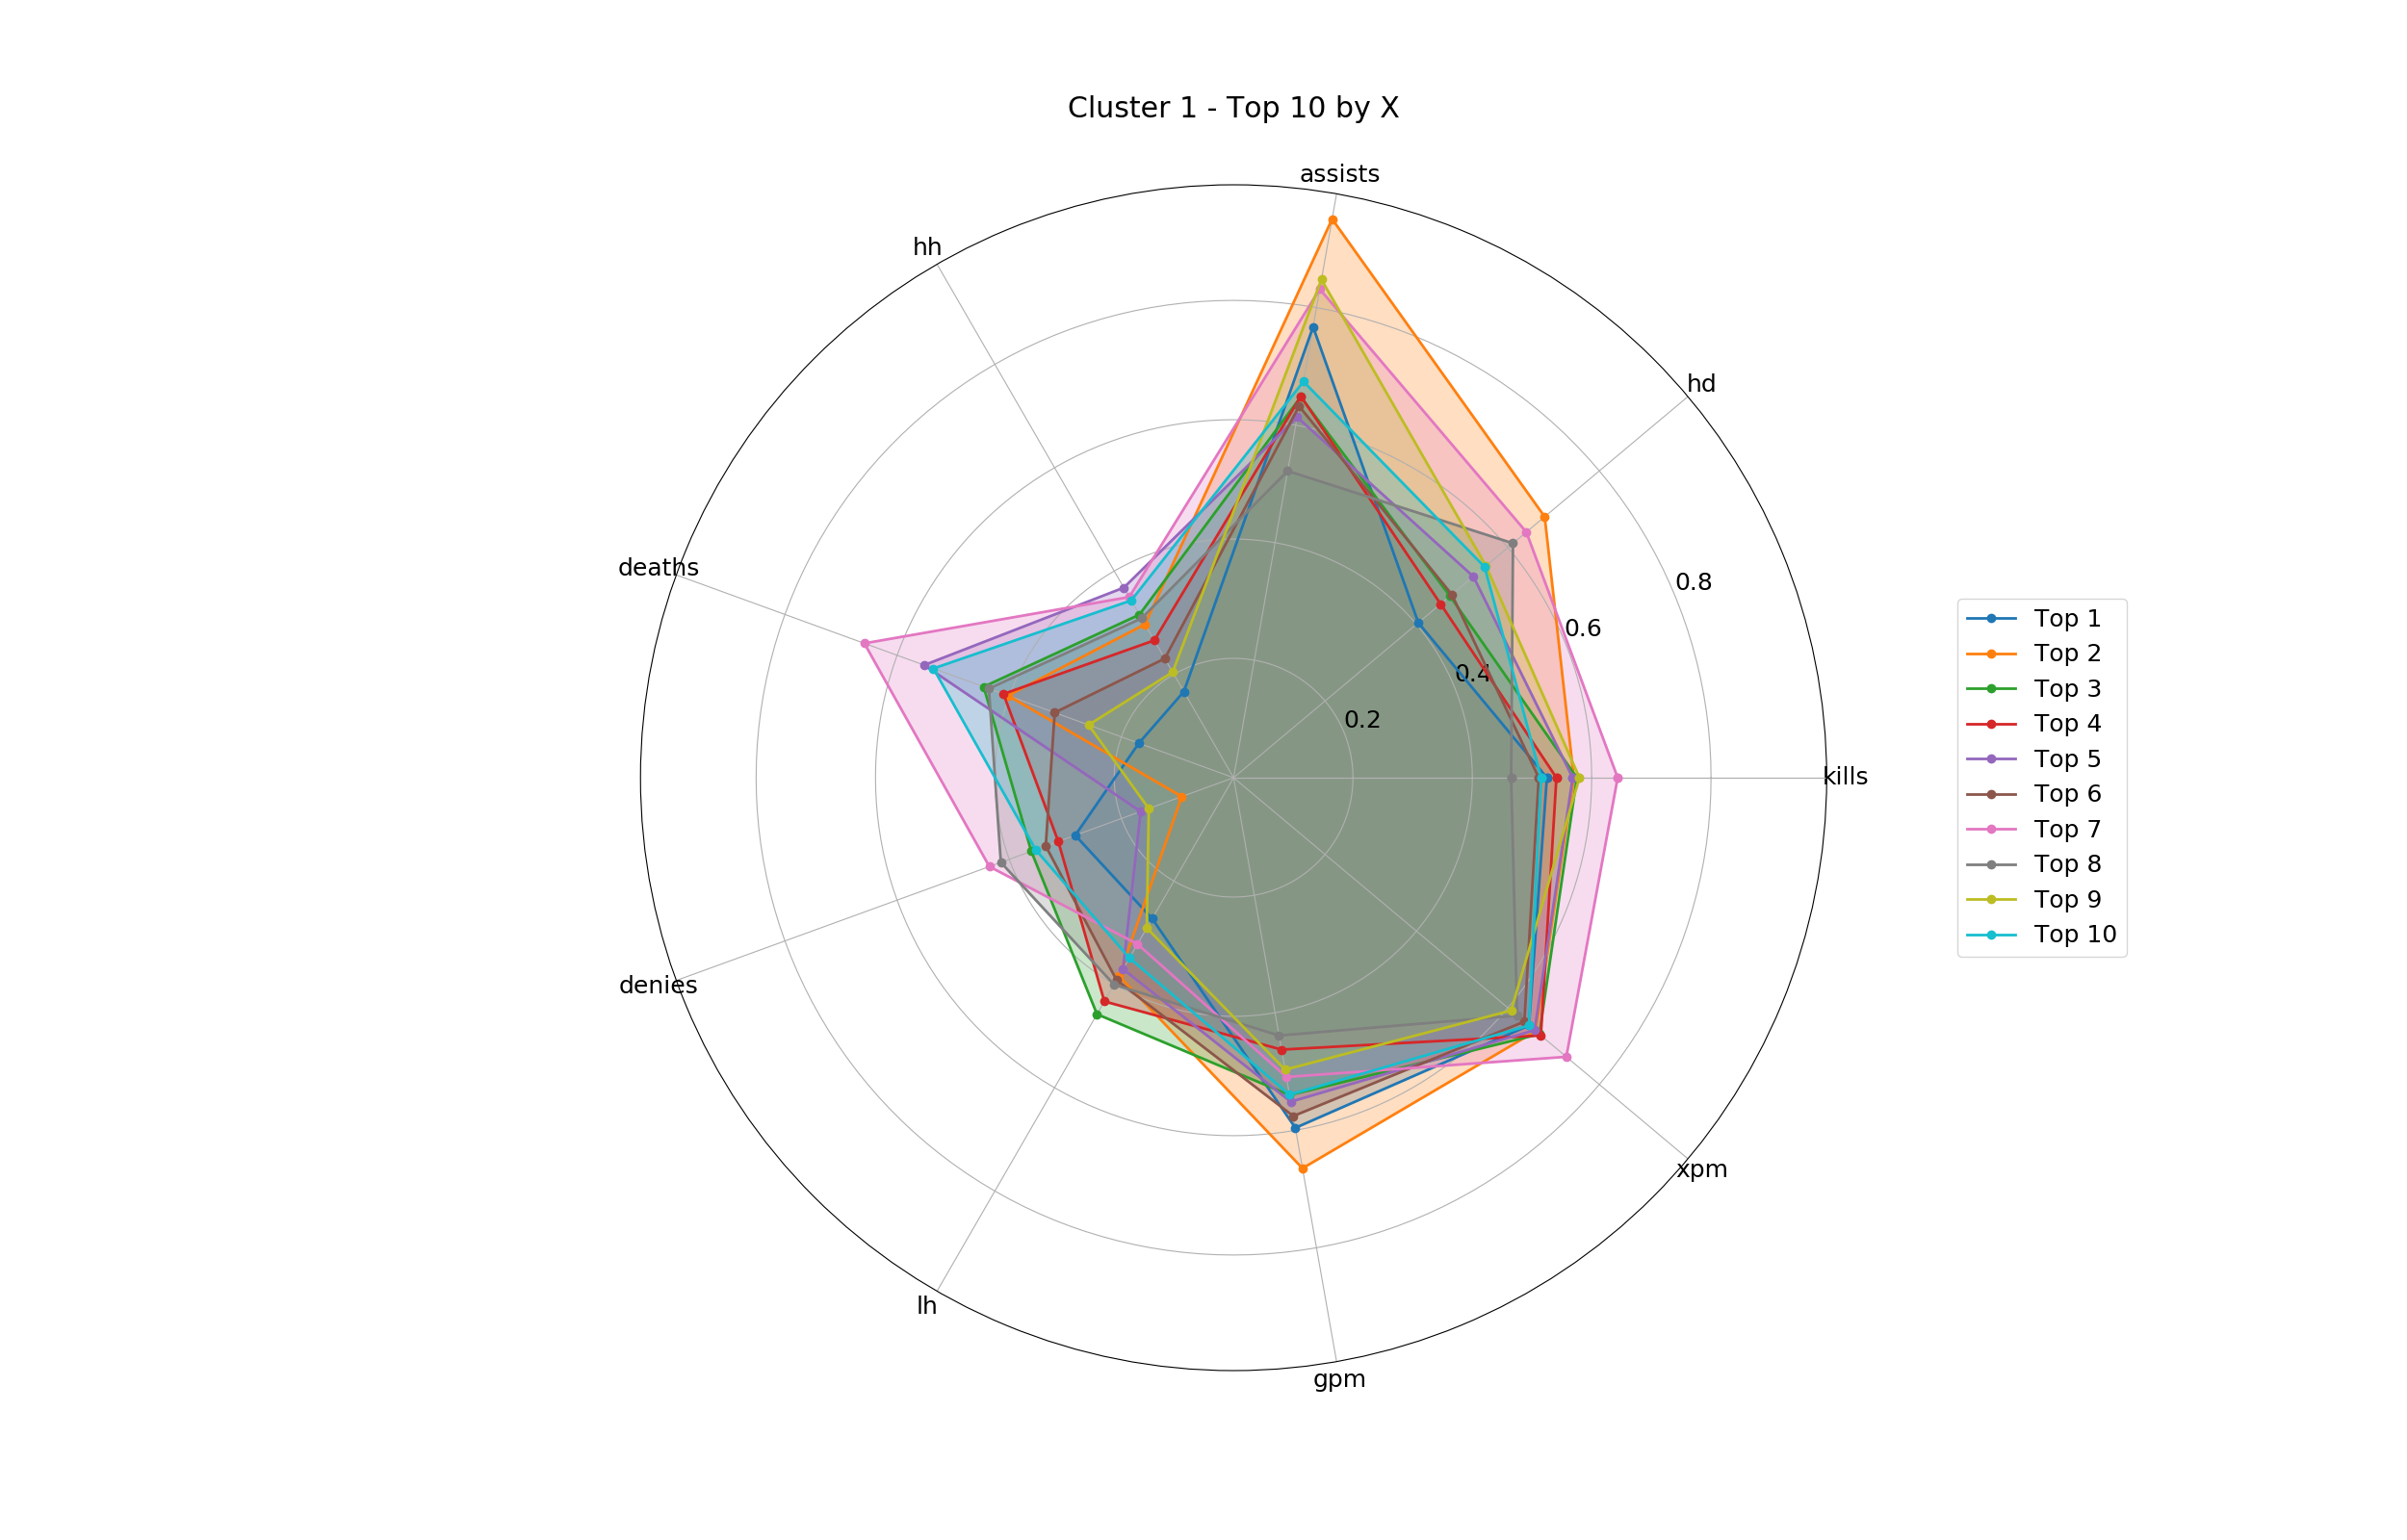 Cluster 1 - Top 10 by X
assists
hh
hd
deaths
0.8
0.6
0.4
0.2
kills
denies
xpm
lh
gpm
Top 1
Top 2
Top 3
Top 4
Top 5
Top 6
Top 7
Top 8
Top 9
Top 10